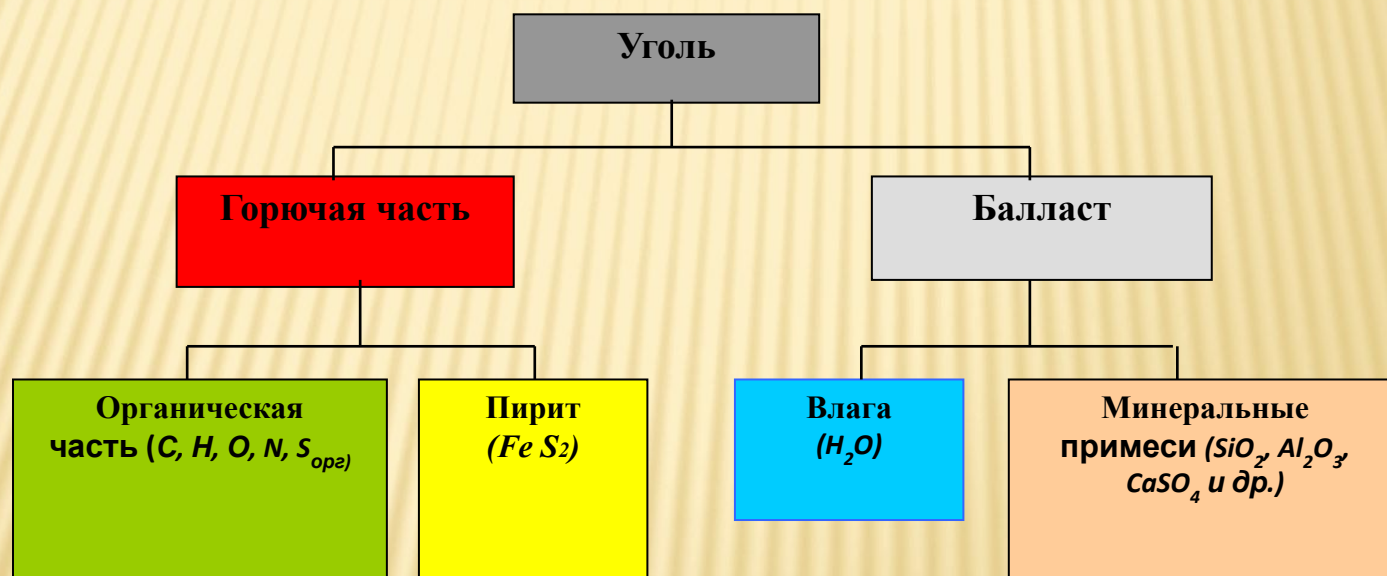 Уголь
Горючая часть
Балласт
Органическая
часть (C, H, O, N, Sорг)
Пирит
(Fe S2)
Влага
(H2O)
Минеральные
примеси (SiO2, Al2O3,
CaSO4 и др.)